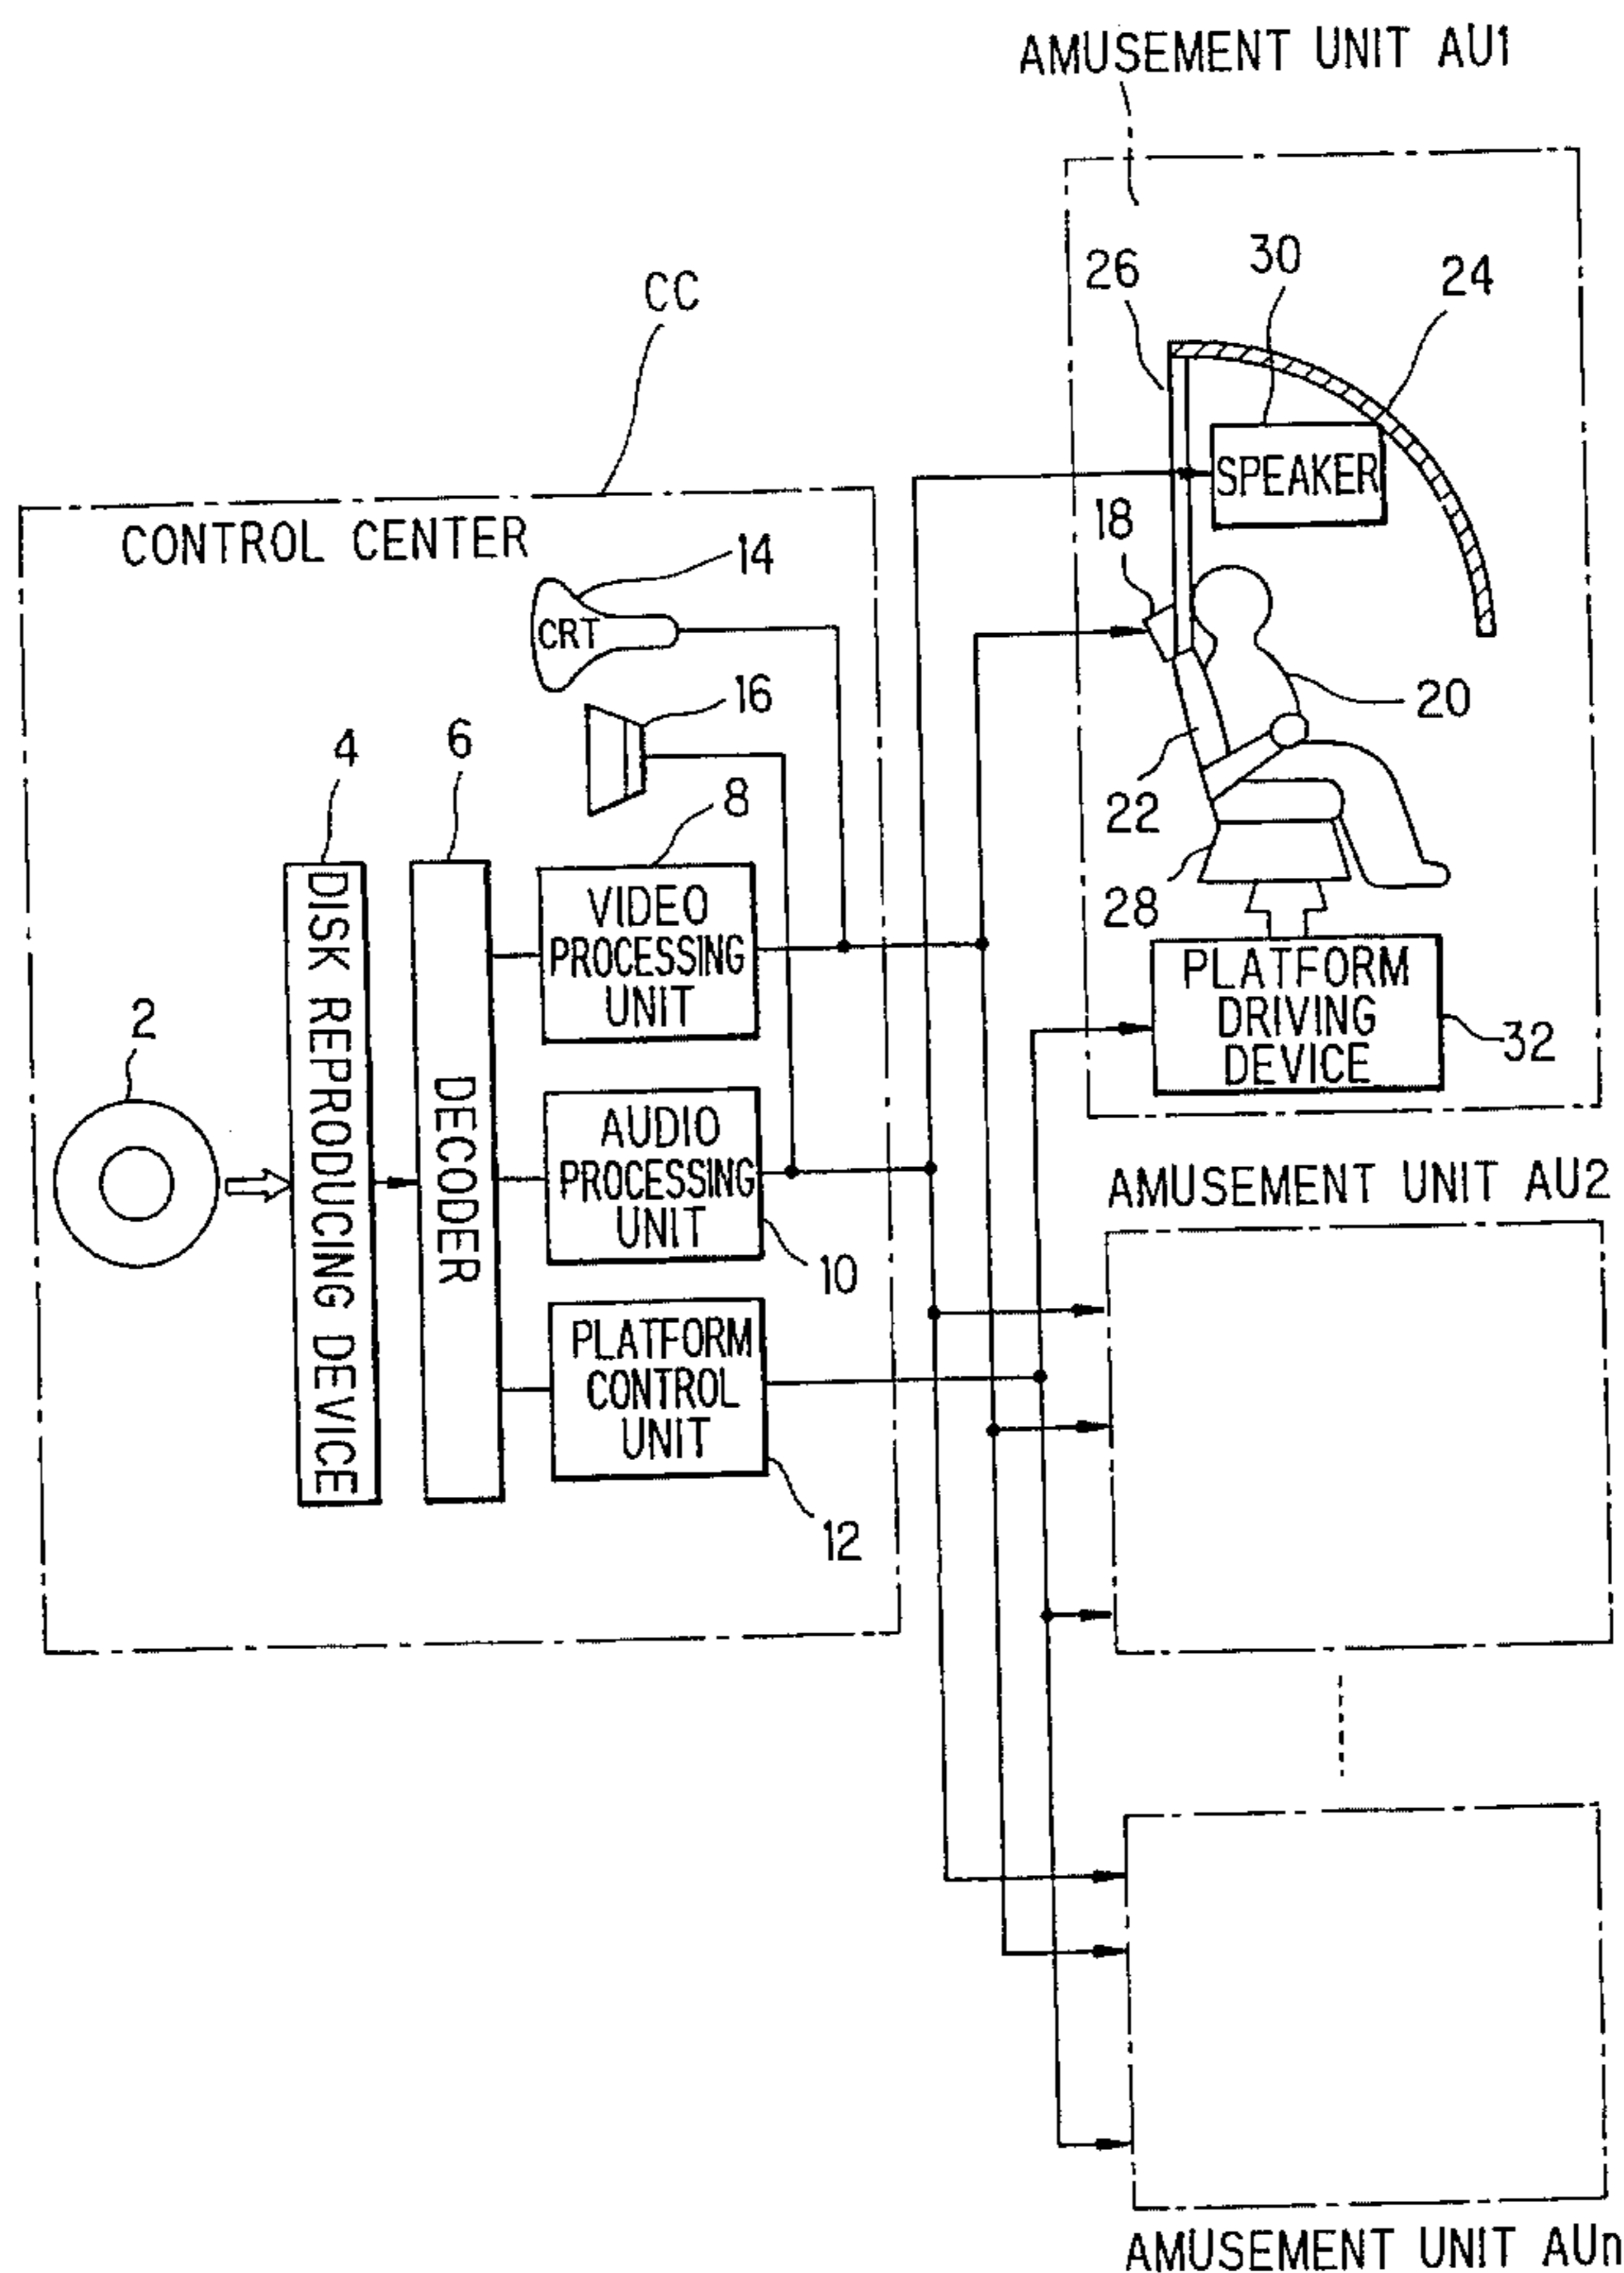 AMUSEMENT UNIT AU1
26
30
24
CC
SPEAKER
18
CONTROL CENTER
14
CRT
16
20
4
6
8
22
28
DISK REPRODUCING DEVICE
DECODER
VIDEO
PROCESSING
UNIT
PLATFORM
DRIVING
DEVICE
32
2
AUDIO
PROCESSING
UNIT
10
AMUSEMENT UNIT AU2
PLATFORM
CONTROL
UNIT
12
AMUSEMENT UNIT AUn